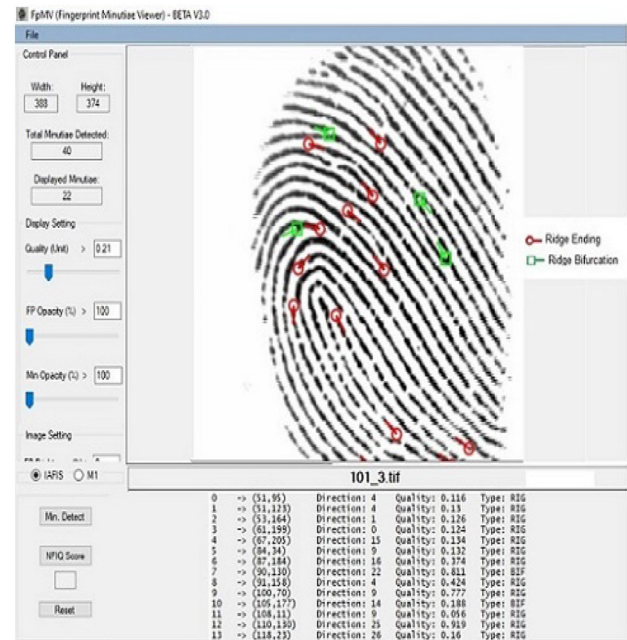 FpMV (Fingerprint Minutiae Viewer) - BETA V3.0
File
Control Panel
Width: Height:
388 374
Total Minutiae Detected:
40
Displayed Minutiae:
22
Display Setting
Quality (Unit) > 0.21
FP Opacity (%) > 100
Min Opacity (%) > 100
Image Setting
IAFIS M1
Min. Detect
NFIQ Score
Reset
Ridge Ending
Ridge Bifurcation
101_3.tif
0 -> (51,95) Direction: 4 Quality: 0.116 Type: RIG
1 -> (51,123) Direction: 4 Quality: 0.13 Type: RIG
2 -> (53,164) Direction: 1 Quality: 0.126 Type: RIG
3 -> (61,199) Direction: 0 Quality: 0.124 Type: RIG
4 -> (67,205) Direction: 15 Quality: 0.134 Type: RIG
5 -> (84,34) Direction: 9 Quality: 0.132 Type: RIG
6 -> (87,184) Direction: 16 Quality: 0.374 Type: RIG
7 -> (90,130) Direction: 22 Quality: 0.811 Type: BIF
8 -> (91,158) Direction: 4 Quality: 0.424 Type: RIG
9 -> (100,70) Direction: 9 Quality: 0.777 Type: RIG
10 -> (105,177) Direction: 14 Quality: 0.188 Type: BIF
11 -> (108,11) Direction: 9 Quality: 0.056 Type: RIG
12 -> (110,130) Direction: 25 Quality: 0.919 Type: RIG
13 -> (118,23) Direction: 26 Quality: 0.16 Type: RIG